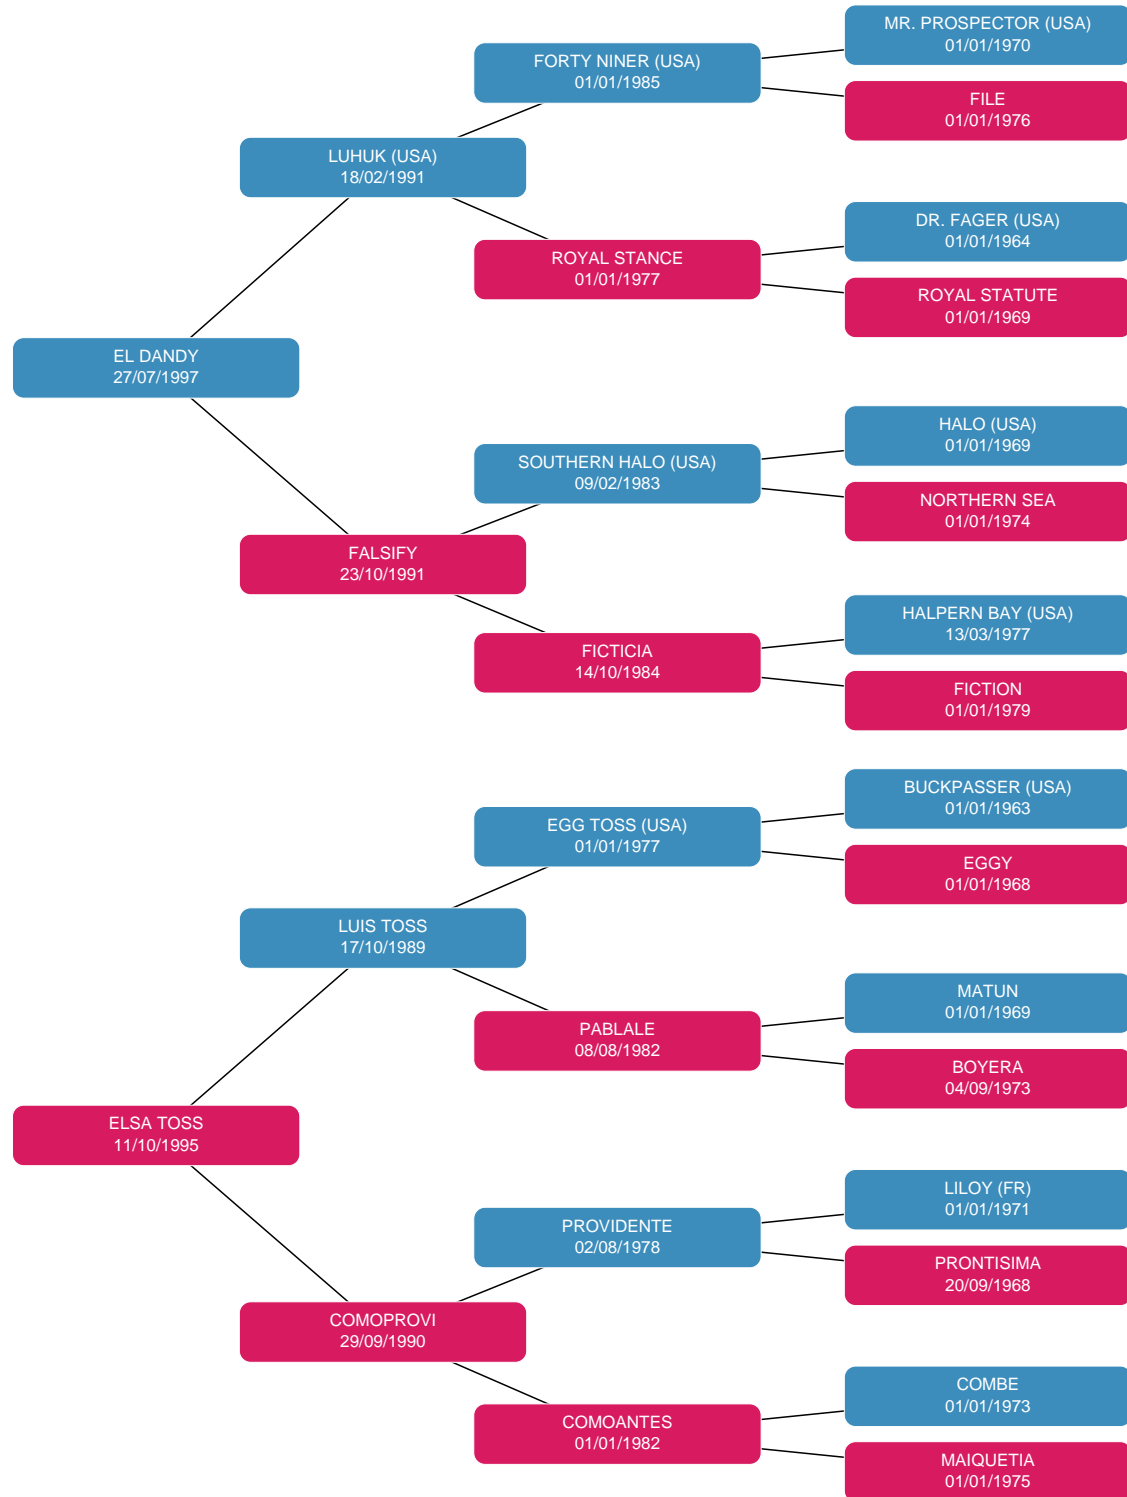 MR. PROSPECTOR (USA)
01/01/1970
FORTY NINER (USA)
01/01/1985
FILE
01/01/1976
LUHUK (USA)
18/02/1991
DR. FAGER (USA)
01/01/1964
ROYAL STANCE
01/01/1977
ROYAL STATUTE
01/01/1969
EL DANDY
27/07/1997
HALO (USA)
01/01/1969
SOUTHERN HALO (USA)
09/02/1983
NORTHERN SEA
01/01/1974
FALSIFY
23/10/1991
HALPERN BAY (USA)
13/03/1977
FICTICIA
14/10/1984
FICTION
01/01/1979
BUCKPASSER (USA)
01/01/1963
EGG TOSS (USA)
01/01/1977
EGGY
01/01/1968
LUIS TOSS
17/10/1989
MATUN
01/01/1969
PABLALE
08/08/1982
BOYERA
04/09/1973
ELSA TOSS
11/10/1995
LILOY (FR)
01/01/1971
PROVIDENTE
02/08/1978
PRONTISIMA
20/09/1968
COMOPROVI
29/09/1990
COMBE
01/01/1973
COMOANTES
01/01/1982
MAIQUETIA
01/01/1975